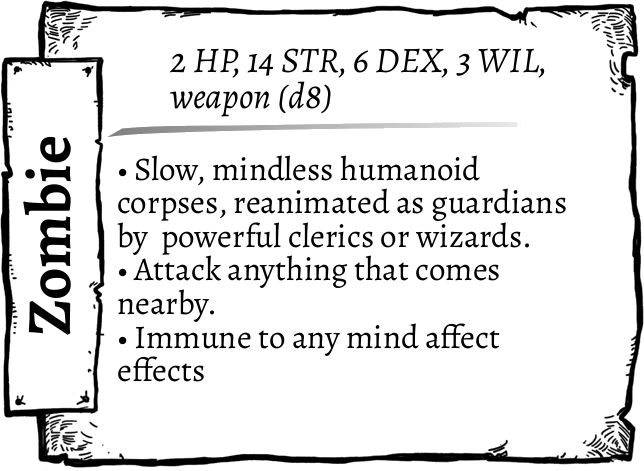 Zombie
2 HP, 14 STR, 6 DEX, 3 WIL,
weapon (d8)
• Slow, mindless humanoid
corpses, reanimated as guardians
by  powerful clerics or wizards.
• Attack anything that comes
nearby.
• Immune to any mind affect
effects